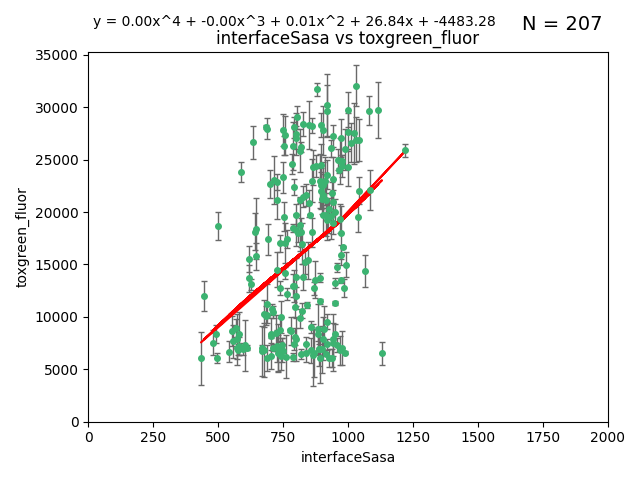 y = 0.00x^4 + -0.00x^3 + 0.01x^2 + 26.84x + -4483.28
N = 207
interfaceSasa vs toxgreen_fluor
35000
30000
25000
20000
15000
10000
5000
0
toxgreen_fluor
0 250 500 750 1000 1250 1500 1750 2000
interfaceSasa